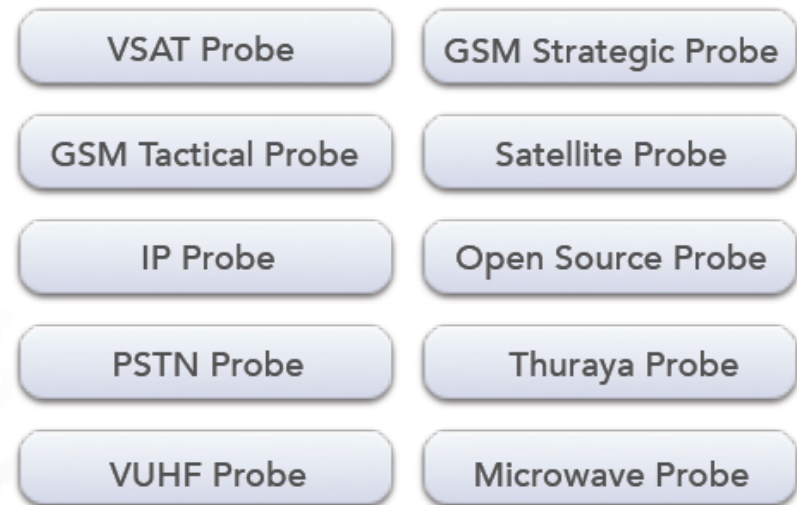 VSAT Probe
GSM Strategic Probe
GSM Tactical Probe
Satellite Probe
IP Probe
Open Source Probe
PSTN Probe
Thuraya Probe
VUHF Probe
Microwave Probe